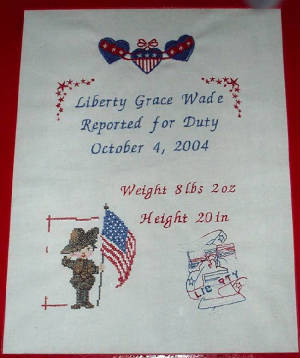 Liberty Grace Wade
Reported for Duty
October 4, 2004
Weight 8lbs 2oz
Height 20in
LIBERTY